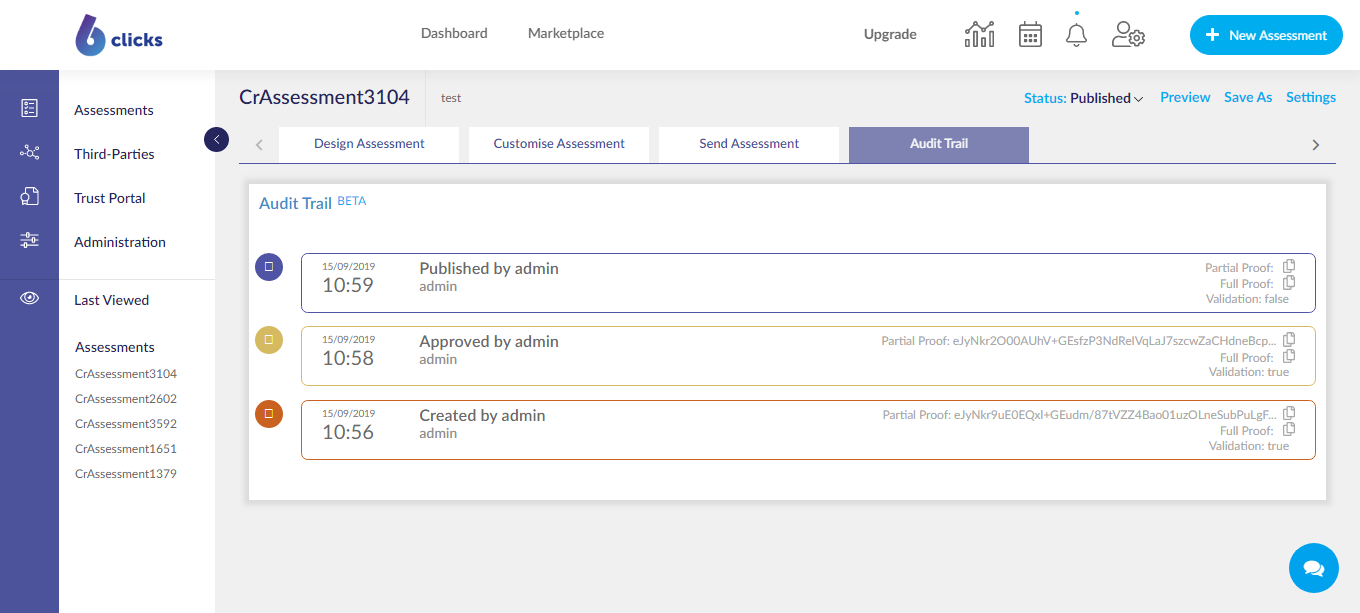 6clicks
Dashboard
Marketplace
Upgrade
New Assessment
Assessments
Third-Parties
Trust Portal
Administration
Last Viewed
Assessments
CrAssessment3104
CrAssessment2602
CrAssessment3592
CrAssessment1651
CrAssessment1379
CrAssessment3104
test
Status: Published
Preview
Save As
Settings
Design Assessment
Customise Assessment
Send Assessment
Audit Trail
Audit Trail BETA
15/09/2019
10:59
Published by admin
admin
Partial Proof:
Full Proof:
Validation: false
15/09/2019
10:58
Approved by admin
admin
Partial Proof: eJyNkr2O00AUhV+GEsfzP3NdReIVqLaJ7szcwZaCHdneBcp...
Full Proof:
Validation: true
15/09/2019
10:56
Created by admin
admin
Partial Proof: eJyNkr9uE0EQxl+GEudm/87tVZZ4Bao01uzOLneSubPuLgF...
Full Proof:
Validation: true